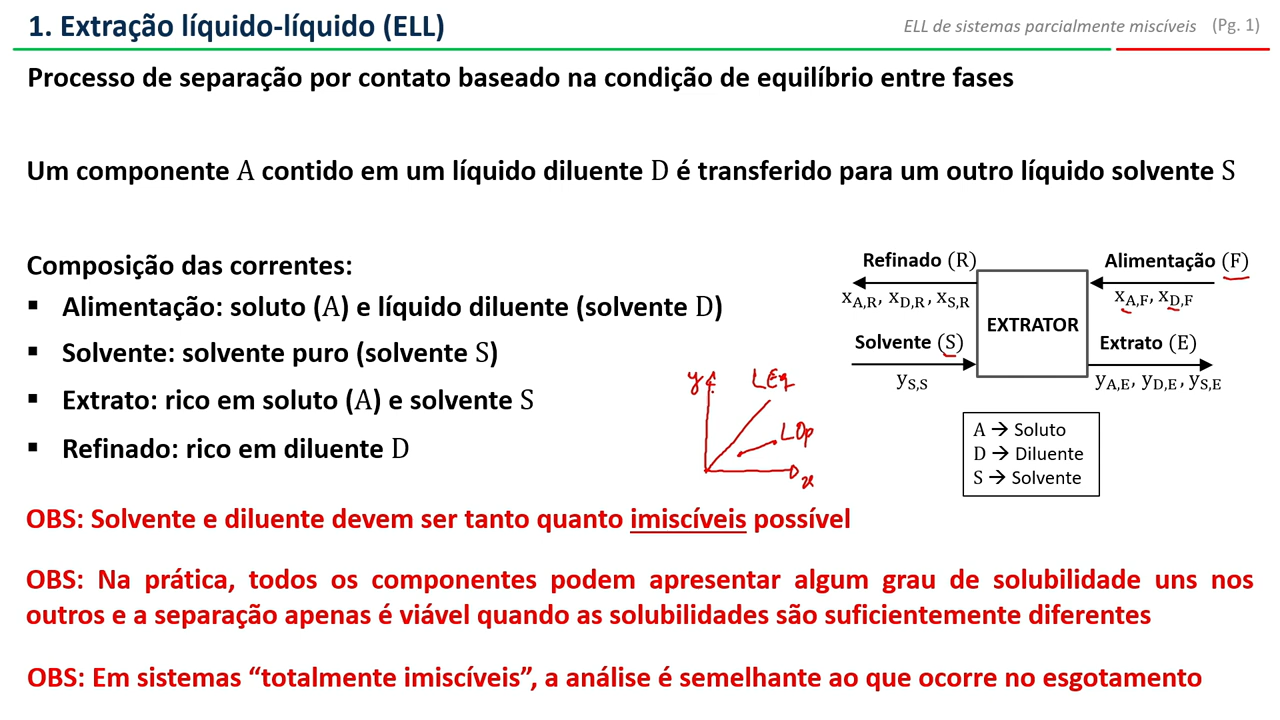 1. Extração líquido-líquido (ELL)
ELL de sistemas parcialmente miscíveis (Pg. 1)
Processo de separação por contato baseado na condição de equilíbrio entre fases
Um componente A contido em um líquido diluente D é transferido para um outro líquido solvente S
Composição das correntes:
▪ Alimentação: soluto (A) e líquido diluente (solvente D)
▪ Solvente: solvente puro (solvente S)
▪ Extrato: rico em soluto (A) e solvente S
▪ Refinado: rico em diluente D
Refinado (R)
Alimentação (F)
x_A,R, x_D,R, x_S,R
x_A,F, x_D,F
EXTRATOR
Solvente (S)
Extrato (E)
y_S,S
y_A,E, y_D,E, y_S,E
y
LEq
LOp
x
A → Soluto
D → Diluente
S → Solvente
OBS: Solvente e diluente devem ser tanto quanto imiscíveis possível
OBS: Na prática, todos os componentes podem apresentar algum grau de solubilidade uns nos
outros e a separação apenas é viável quando as solubilidades são suficientemente diferentes
OBS: Em sistemas “totalmente imiscíveis”, a análise é semelhante ao que ocorre no esgotamento